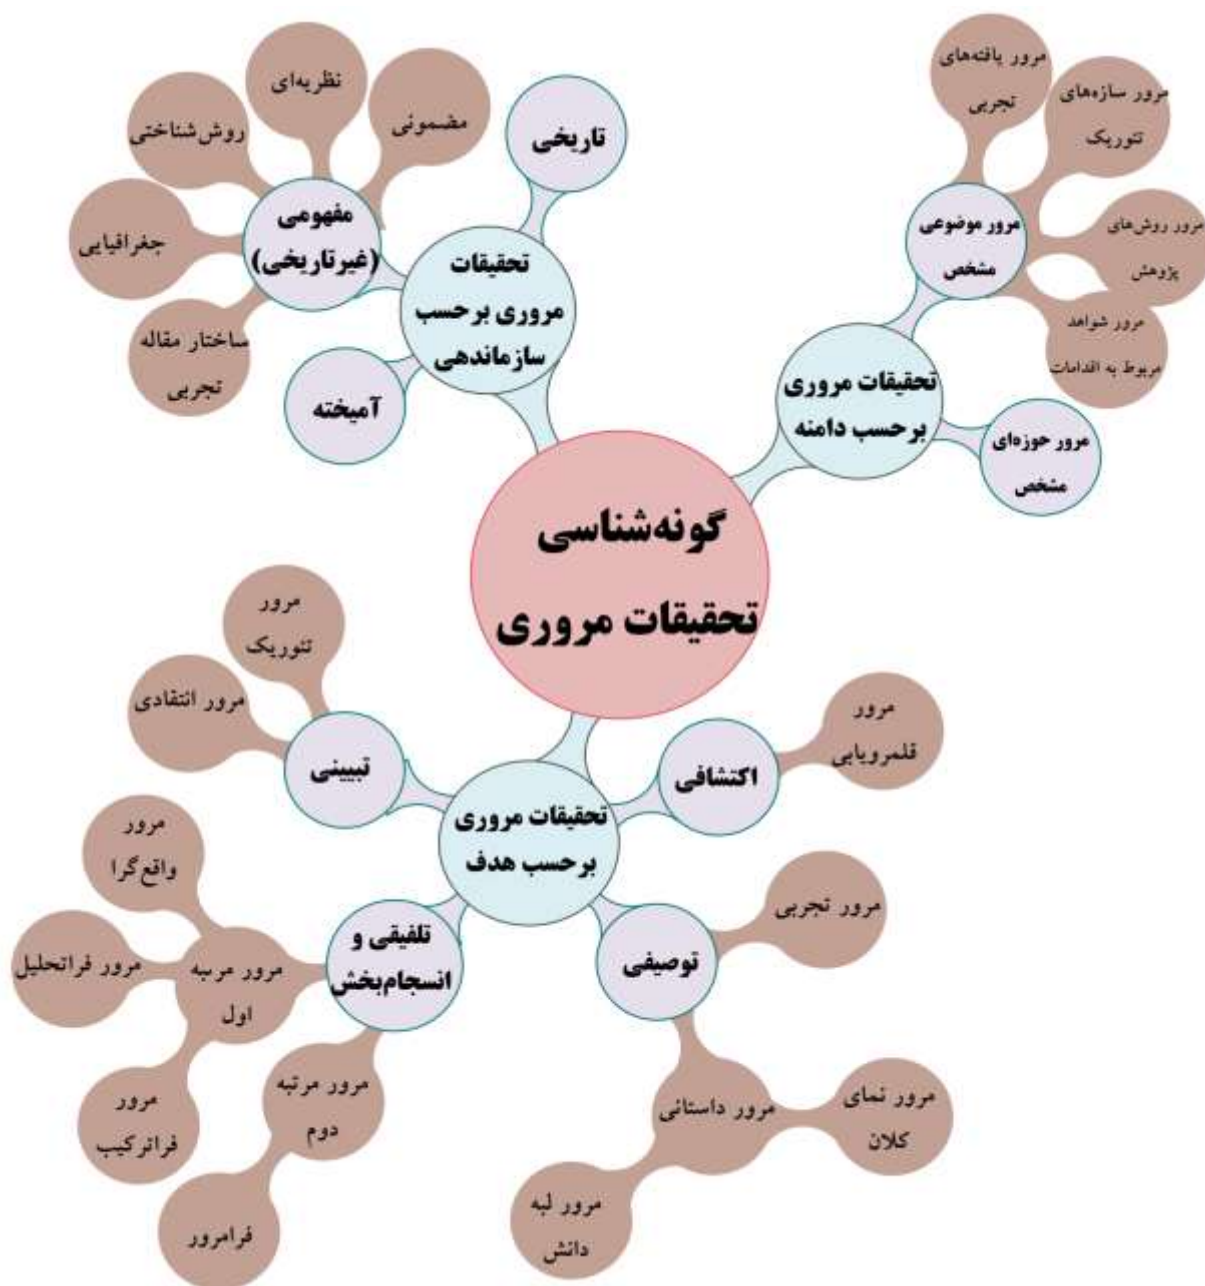 گونه‌شناسی
تحقیقات مروری
تحقیقات مروری
برحسب دامنه
مرور موضوعی
مشخص
مرور یافته‌های
تجربی
مرور سازه‌های
تئوریک
مرور روش‌های
پژوهش
مرور شواهد
مربوط به اقدامات
مرور حوزه‌ای
مشخص
تحقیقات
مروری برحسب
سازماندهی
تاریخی
مفهومی
(غیرتاریخی)
مضمونی
نظریه‌ای
روش‌شناختی
جغرافیایی
ساختار مقاله
تجربی
آمیخته
تحقیقات مروری
برحسب هدف
اکتشافی
مرور
قلمرویابی
توصیفی
مرور تجربی
مرور داستانی
مرور نمای
کلان
مرور لبه
دانش
تلفیقی و
انسجام‌بخش
مرور مرتبه
اول
مرور
واقع‌گرا
مرور فراتحلیل
مرور
فراترکیب
مرور مرتبه
دوم
فرامرور
تبیینی
مرور
تئوریک
مرور انتقادی